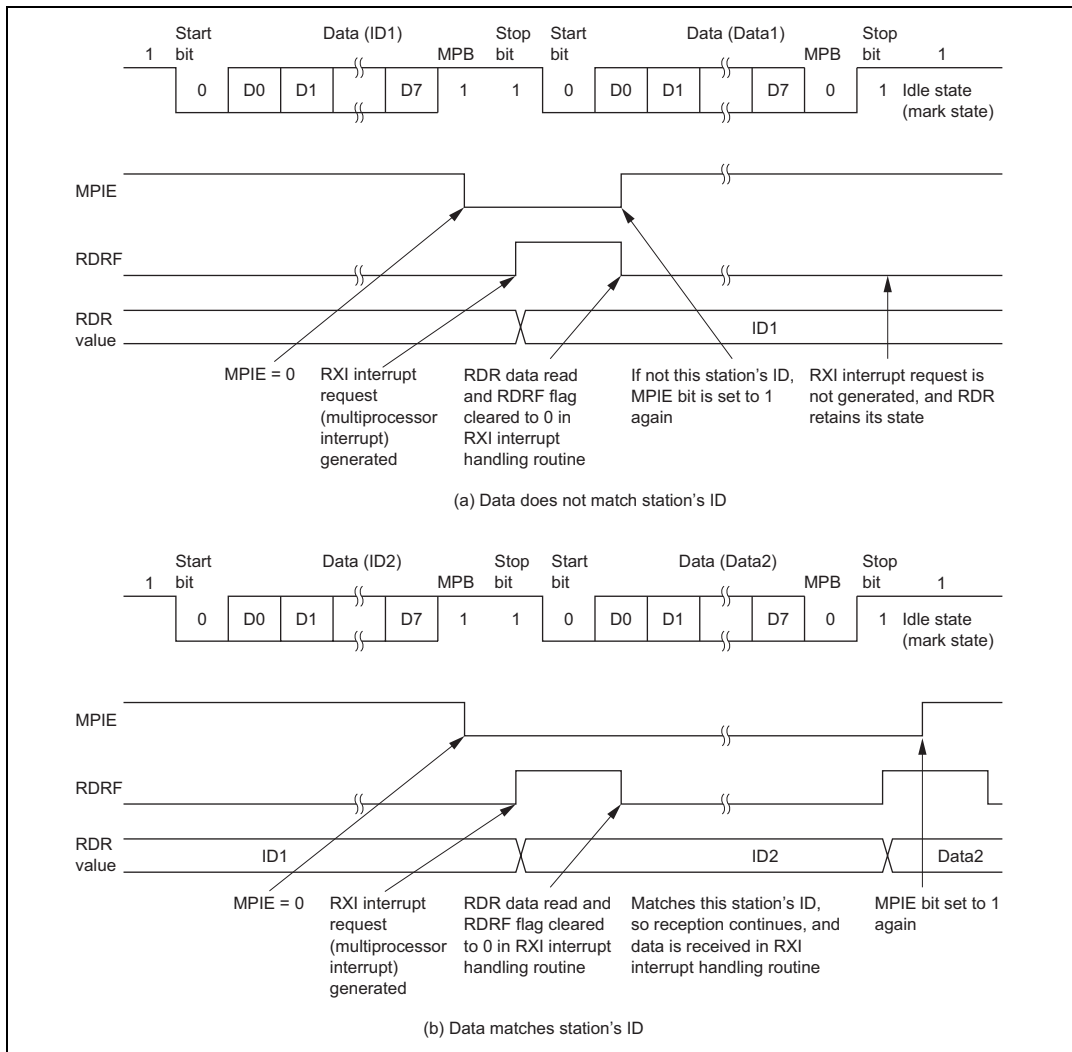 Start
bit
Data (ID1)
Stop
bit
Start
bit
Data (Data1)
Stop
bit
1
MPB
MPB
1
0 D0 D1 D7 1 1 0 D0 D1 D7 0 1 Idle state
(mark state)
MPIE
RDRF
RDR
value
ID1
MPIE = 0
RXI interrupt
request
(multiprocessor
interrupt)
generated
RDR data read
and RDRF flag
cleared to 0 in
RXI interrupt
handling routine
If not this station's ID,
MPIE bit is set to 1
again
RXI interrupt request is
not generated, and RDR
retains its state
(a) Data does not match station's ID
Start
bit
Data (ID2)
Stop
bit
Start
bit
Data (Data2)
Stop
bit
1
MPB
MPB
1
0 D0 D1 D7 1 1 0 D0 D1 D7 0 1 Idle state
(mark state)
MPIE
RDRF
RDR
value
ID1
ID2
Data2
MPIE = 0
RXI interrupt
request
(multiprocessor
interrupt)
generated
RDR data read and
RDRF flag cleared
to 0 in RXI interrupt
handling routine
Matches this station's ID,
so reception continues, and
data is received in RXI
interrupt handling routine
MPIE bit set to 1
again
(b) Data matches station's ID